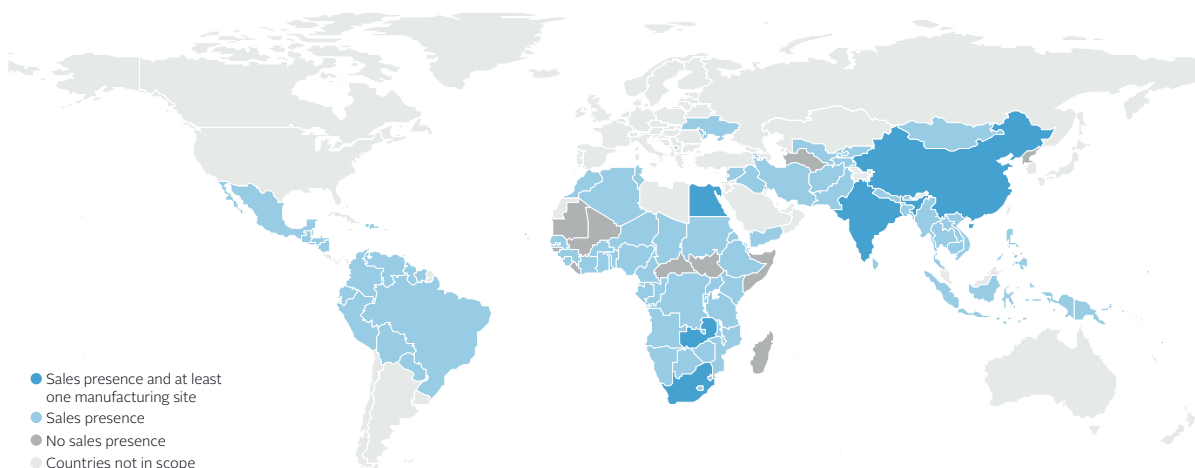 Sales presence and at least
one manufacturing site
Sales presence
No sales presence
Countries not in scope